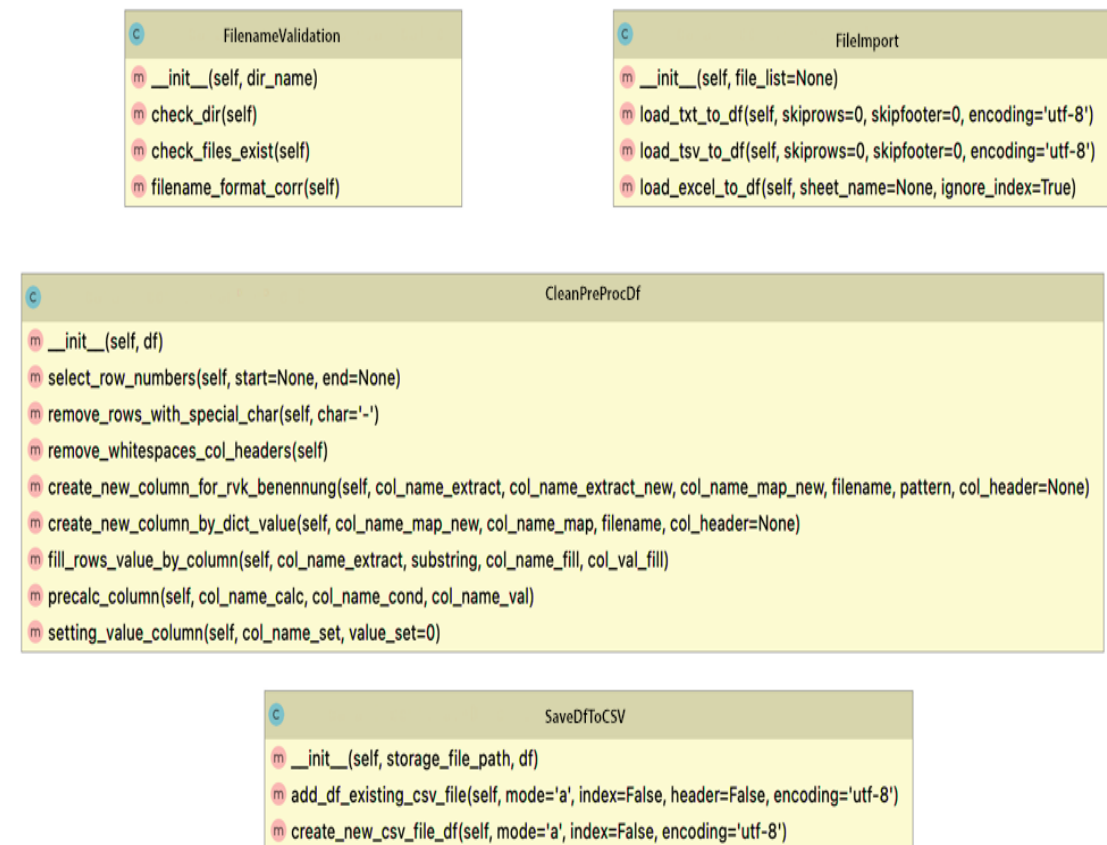 C FilenameValidation
m __init__(self, dir_name)
m check_dir(self)
m check_files_exist(self)
m filename_format_corr(self)
C FileImport
m __init__(self, file_list=None)
m load_txt_to_df(self, skiprows=0, skipfooter=0, encoding='utf-8')
m load_tsv_to_df(self, skiprows=0, skipfooter=0, encoding='utf-8')
m load_excel_to_df(self, sheet_name=None, ignore_index=True)
C CleanPreProcDf
m __init__(self, df)
m select_row_numbers(self, start=None, end=None)
m remove_rows_with_special_char(self, char='-')
m remove_whitespaces_col_headers(self)
m create_new_column_for_rvk_benennung(self, col_name_extract, col_name_extract_new, col_name_map_new, filename, pattern, col_header=None)
m create_new_column_by_dict_value(self, col_name_map_new, col_name_map, filename, col_header=None)
m fill_rows_value_by_column(self, col_name_extract, substring, col_name_fill, col_val_fill)
m precalc_column(self, col_name_calc, col_name_cond, col_name_val)
m setting_value_column(self, col_name_set, value_set=0)
C SaveDfToCSV
m __init__(self, storage_file_path, df)
m add_df_existing_csv_file(self, mode='a', index=False, header=False, encoding='utf-8')
m create_new_csv_file_df(self, mode='a', index=False, encoding='utf-8')